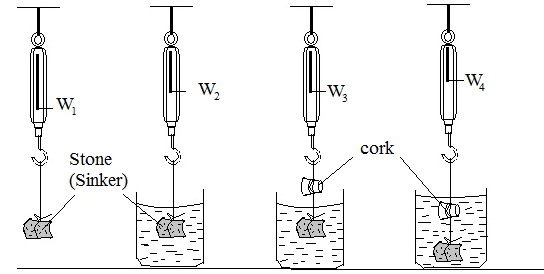 W₁
W₂
W₃
W₄
Stone
(Sinker)
cork